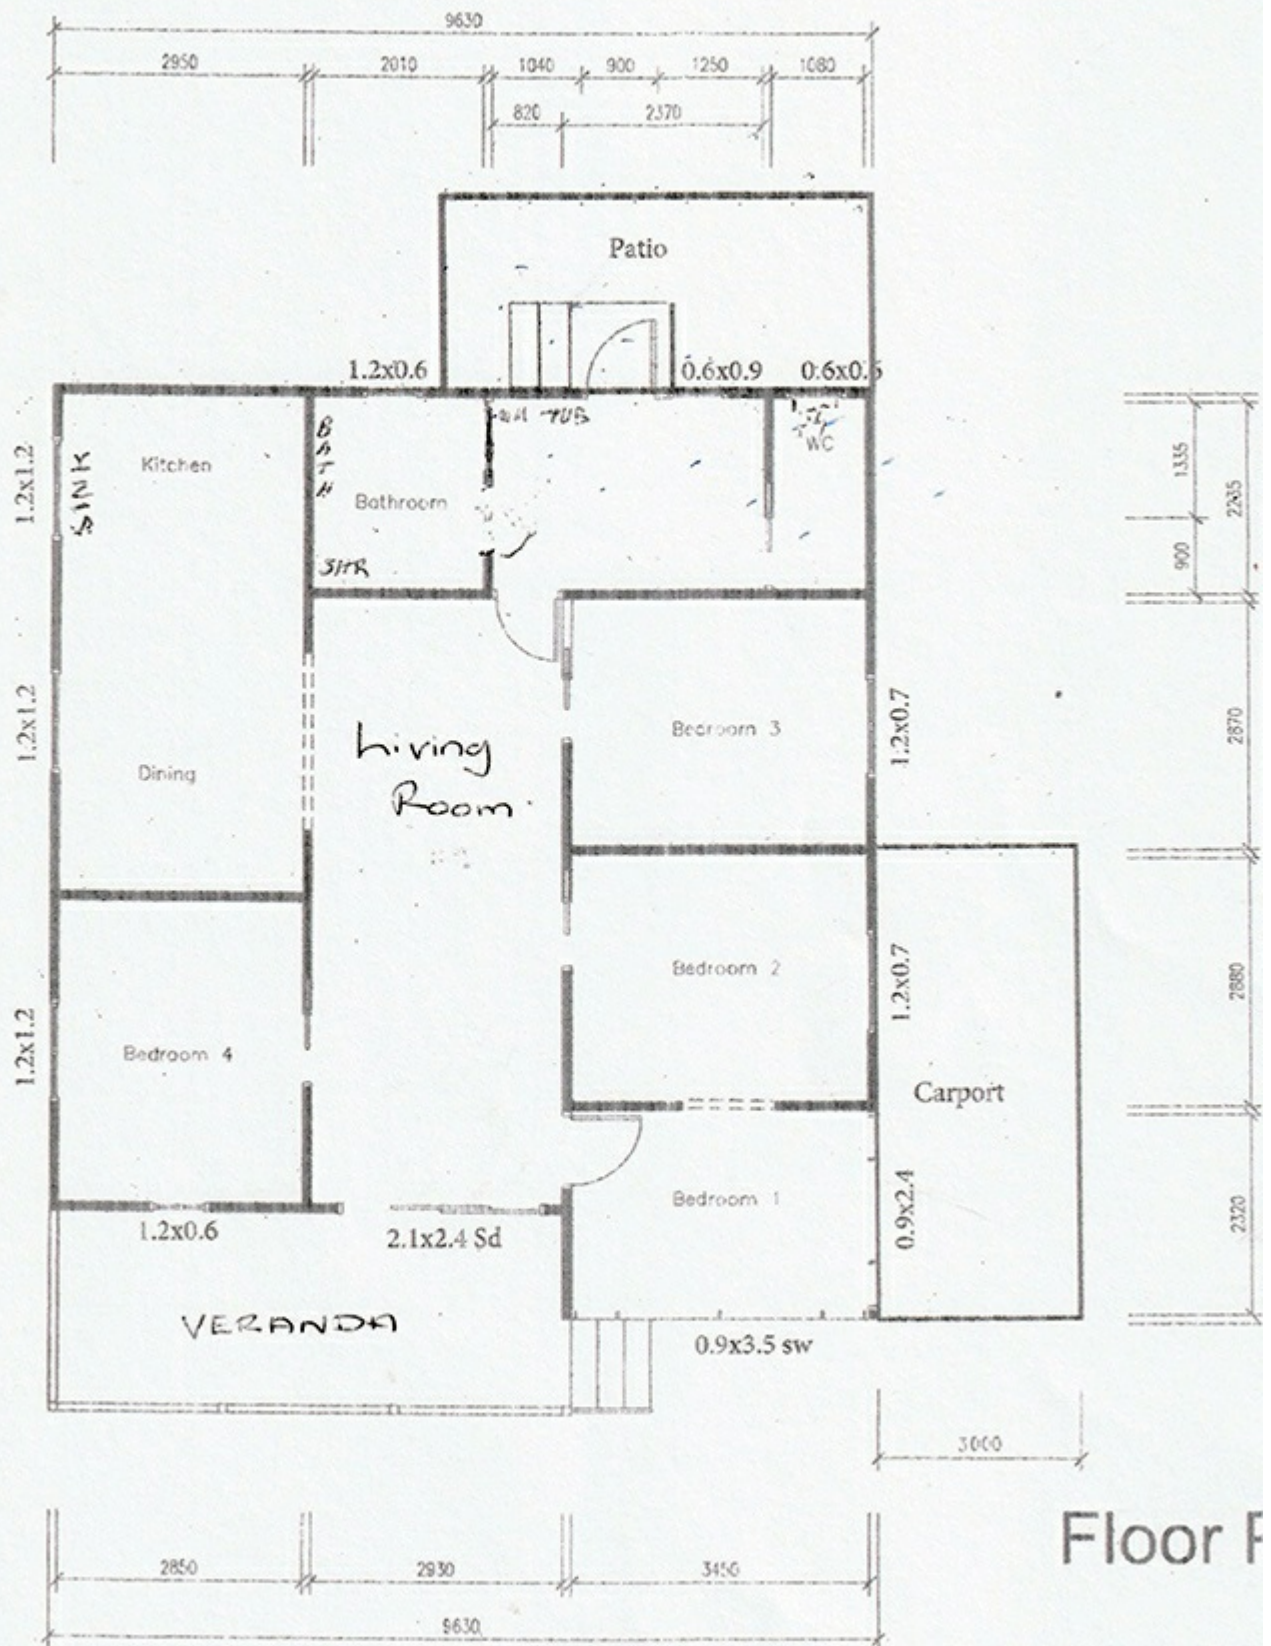 9630
2950 2010 1040 900 1250 1080
820 2370
Patio
1.2x0.6 0.6x0.9
WC
TUB
BATH
1.2x1.2
SINK
Kitchen
Bathroom
SHR
1335
2235
900
1.2x1.2
Dining
Living
Room
Bedroom 3
1.2x0.7
2870
Bedroom 2
1.2x0.7
2880
1.2x1.2
Bedroom 4
Carport
Bedroom 1
0.9x2.4
2320
1.2x0.6
2.1x2.4 Sd
VERANDA
0.9x3.5 sw
3000
Floor
2850 2930 3450
9630